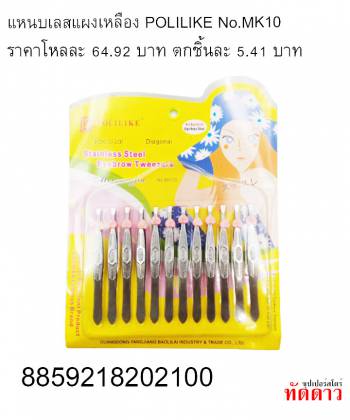 แหนบเลสแผงเหลือง POLILIKE No.MK10
ราคาโหลละ 64.92 บาท ตกชิ้นละ 5.41 บาท
POLILIKE
Diagonal
Stainless Steel
Eyebrow Tweezer
GUANGDONG YANGJIANG BAOLILAI INDUSTRY & TRADE CO.,LTD
8859218202100
ซุปเปอร์สโตร์
ทัดดาว